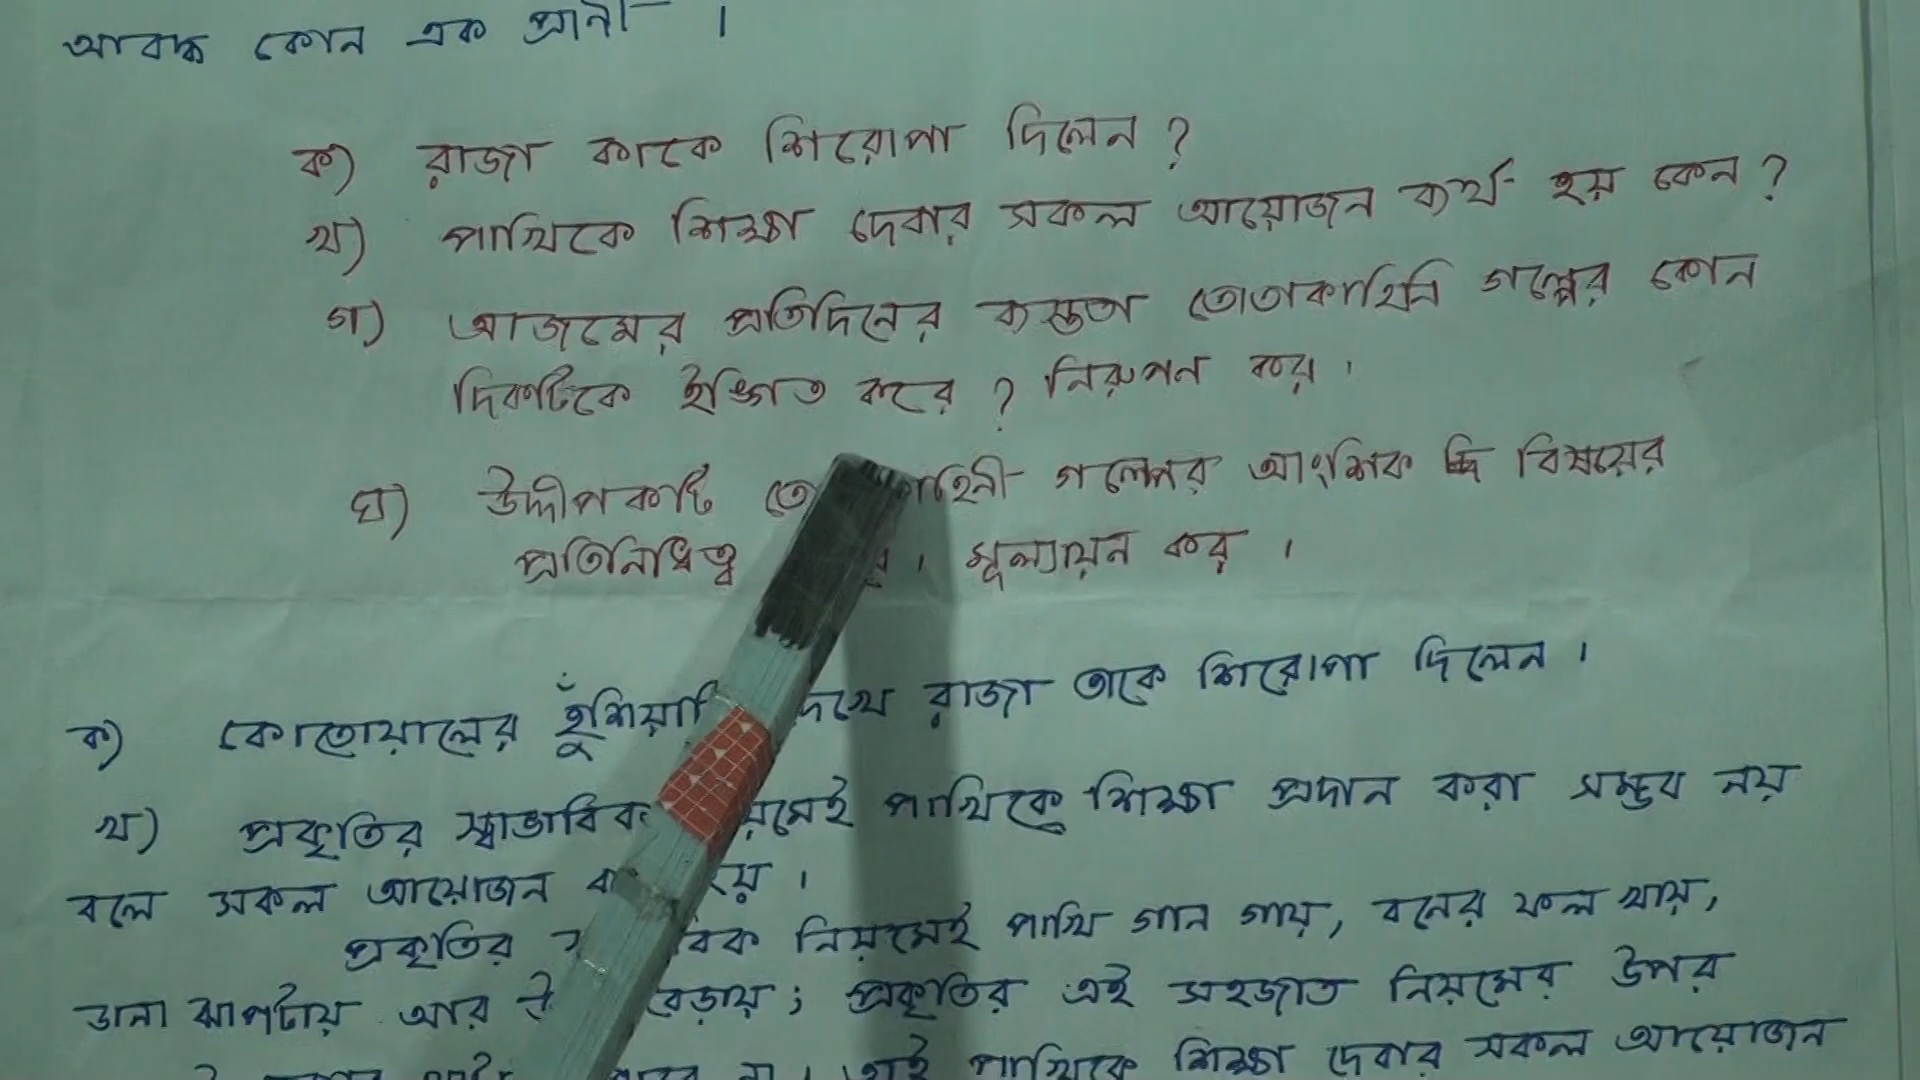 আবদ্ধ কোন এক প্রানী ।
ক) রাজা কাকে শিরোপা দিলেন ?
খ) পাখিকে শিক্ষা দেবার সকল আয়োজন ব্যর্থ হয় কেন ?
গ) আজমের প্রতিদিনের ব্যস্ততা তোতাকাহিনি গল্পের কোন
দিকটিকে ইঙ্গিত করে ? নিরুপন কর ।
ঘ) উদ্দীপকটি গল্পের আংশিক বিষয়ের
প্রতিনিধিত্ব । মূল্যায়ন কর ।
ক) কোতোয়ালের রাজা তাকে শিরোপা দিলেন ।
খ) প্রকৃতির পাখিকে শিক্ষা প্রদান করা সম্ভব নয়
বলে সকল আয়োজন ।
প্রকৃতির নিয়মেই পাখি গান গায়, বনের ফল খায়,
ডানা ঝাপটায় আর ; প্রকৃতির এই সহজাত নিয়মের উপর
না । তাই পাখিকে শিক্ষা দেবার সকল আয়োজন